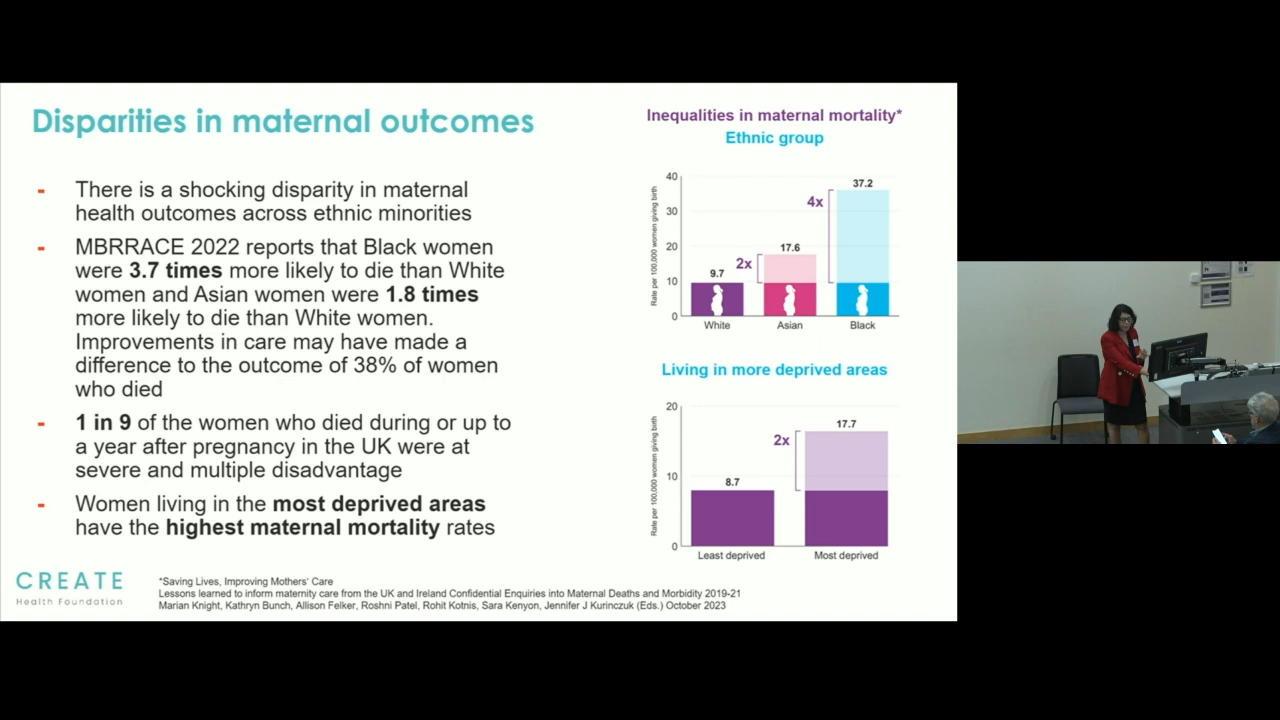 Disparities in maternal outcomes
- There is a shocking disparity in maternal
health outcomes across ethnic minorities
- MBRRACE 2022 reports that Black women
were 3.7 times more likely to die than White
women and Asian women were 1.8 times
more likely to die than White women.
Improvements in care may have made a
difference to the outcome of 38% of women
who died
- 1 in 9 of the women who died during or up to
a year after pregnancy in the UK were at
severe and multiple disadvantage
- Women living in the most deprived areas
have the highest maternal mortality rates
Inequalities in maternal mortality*
Ethnic group
Rate per 100,000 women giving birth
40
30
20
10
0
9.7
2x
17.6
4x
37.2
White
Asian
Black
Living in more deprived areas
Rate per 100,000 women giving birth
20
10
0
8.7
2x
17.7
Least deprived
Most deprived
CREATE
Health Foundation
*Saving Lives, Improving Mothers' Care
Lessons learned to inform maternity care from the UK and Ireland Confidential Enquiries into Maternal Deaths and Morbidity 2019-21
Marian Knight, Kathryn Bunch, Allison Felker, Roshni Patel, Rohit Kotnis, Sara Kenyon, Jennifer J Kurinczuk (Eds.) October 2023